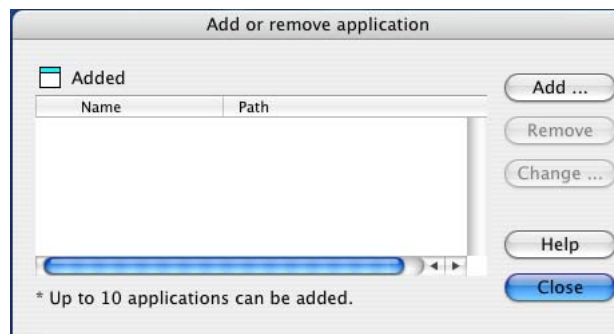 Add or remove application
Added
Name Path
* Up to 10 applications can be added.
Add ...
Remove
Change ...
Help
Close